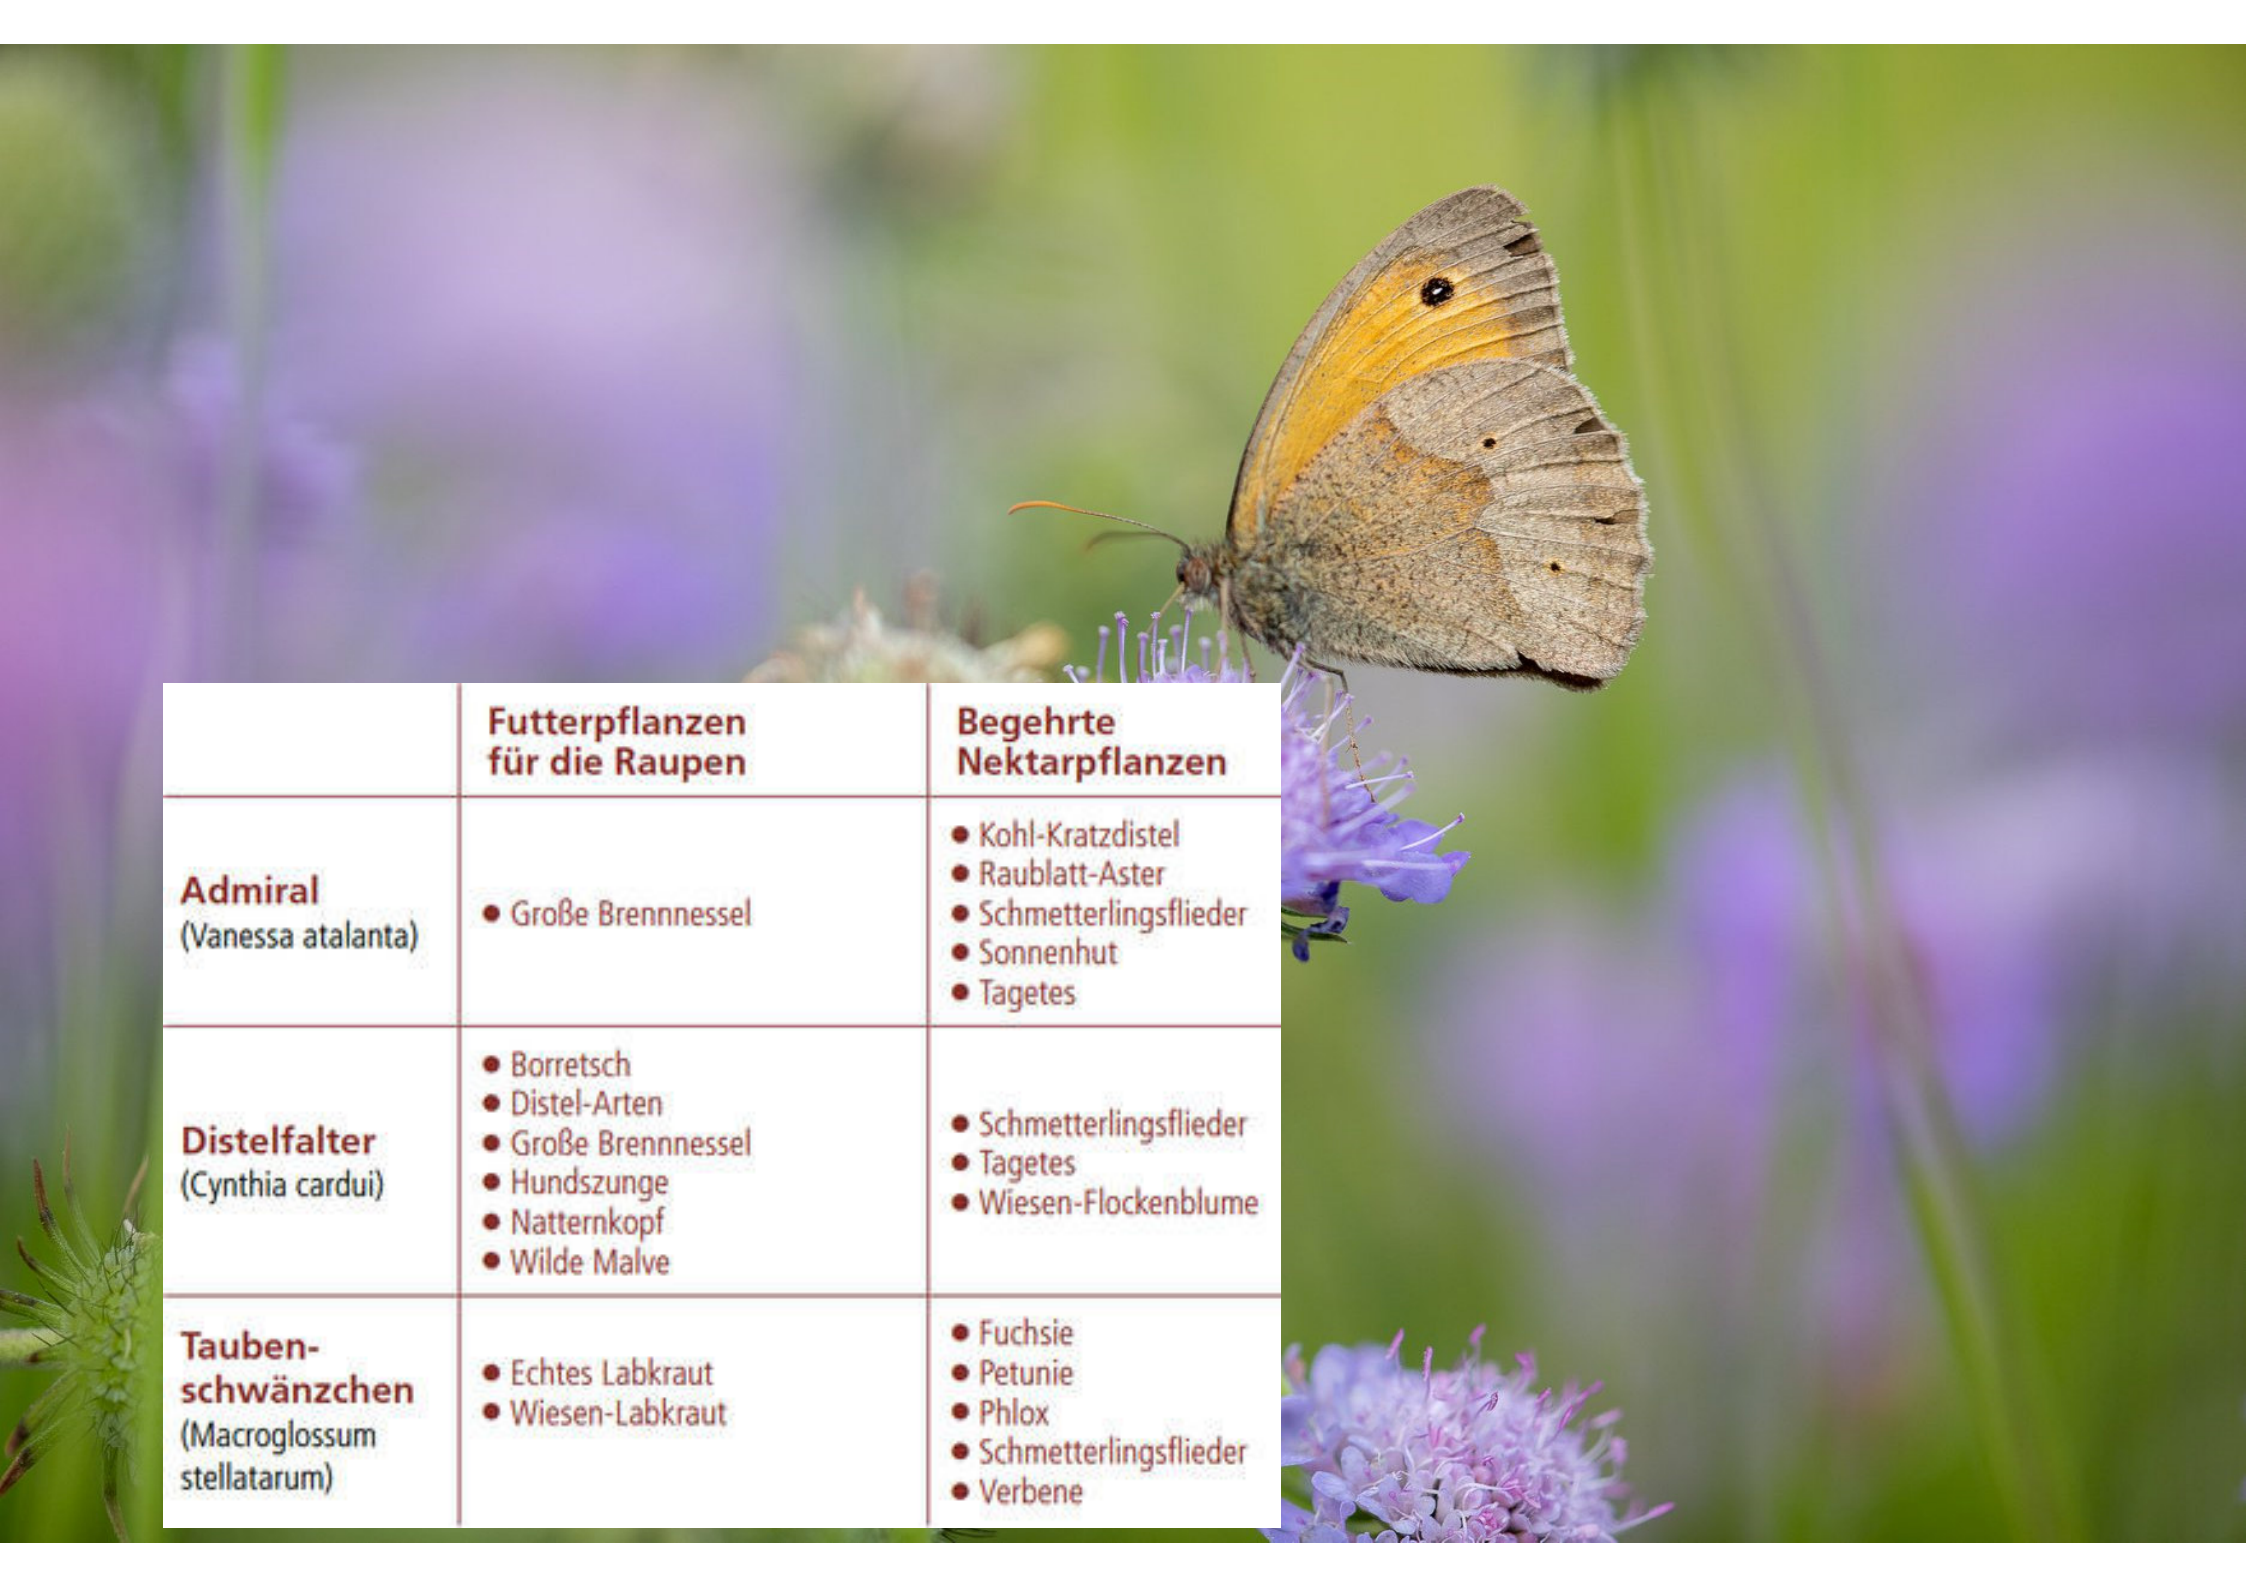 Futterpflanzen
für die Raupen
Begehrte
Nektarpflanzen
Admiral
(Vanessa atalanta)
● Große Brennnessel
● Kohl-Kratzdistel
● Raublatt-Aster
● Schmetterlingsflieder
● Sonnenhut
● Tagetes
Distelfalter
(Cynthia cardui)
● Borretsch
● Distel-Arten
● Große Brennnessel
● Hundszunge
● Natternkopf
● Wilde Malve
● Schmetterlingsflieder
● Tagetes
● Wiesen-Flockenblume
Tauben-
schwänzchen
(Macroglossum
stellatarum)
● Echtes Labkraut
● Wiesen-Labkraut
● Fuchsie
● Petunie
● Phlox
● Schmetterlingsflieder
● Verbene